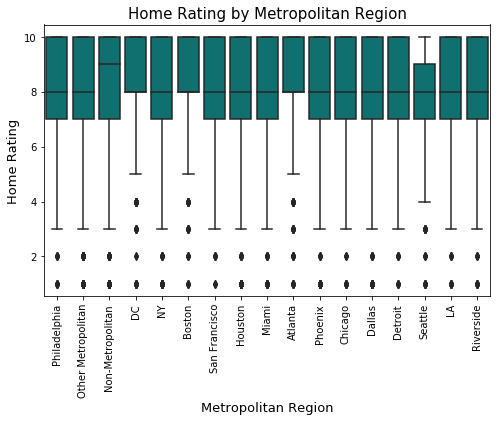 Home Rating by Metropolitan Region
10
8
6
4
2
Home Rating
Philadelphia
Other Metropolitan
Non-Metropolitan
DC
NY
Boston
San Francisco
Houston
Miami
Atlanta
Phoenix
Chicago
Dallas
Detroit
Seattle
LA
Riverside
Metropolitan Region